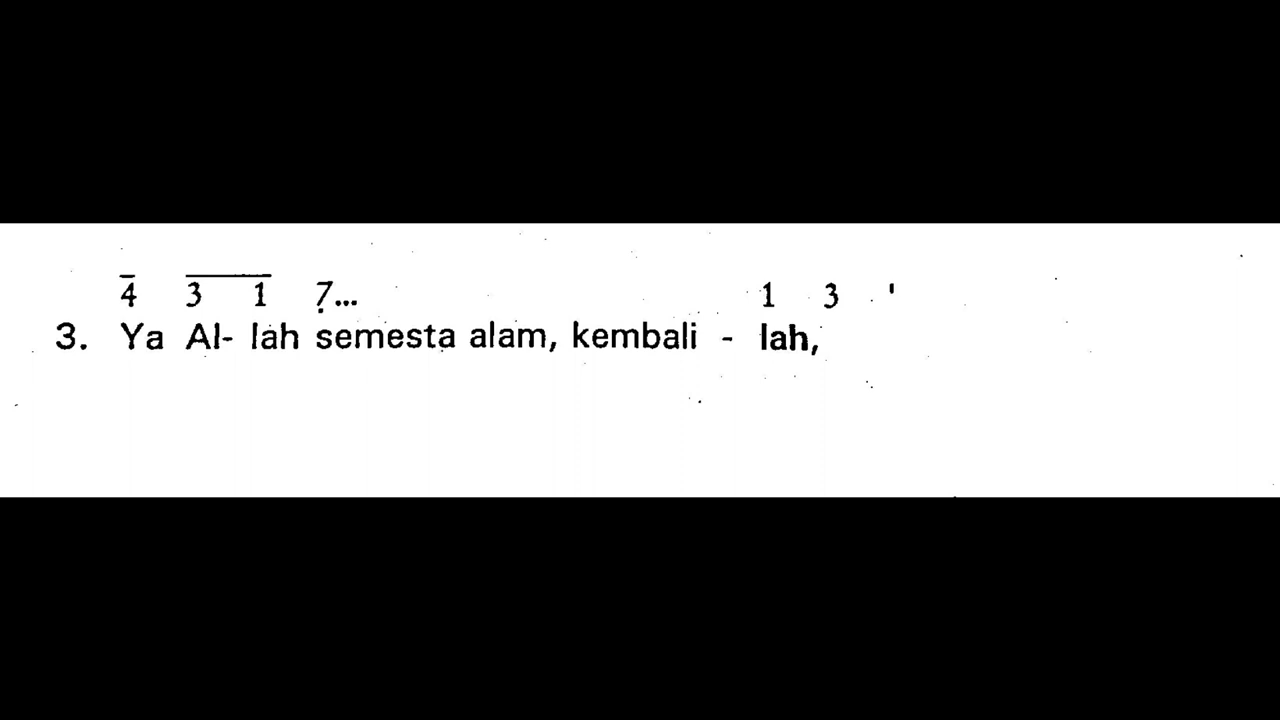 4 3 1 7... 1 3 '
3. Ya Al- lah semesta alam, kembali - lah,